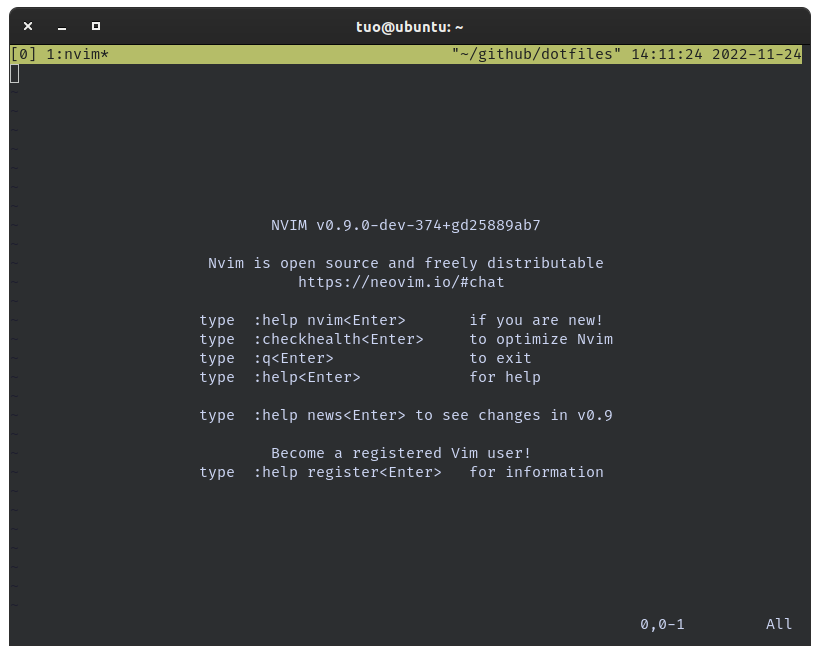 tuo@ubuntu: ~
[0] 1:nvim* "~/github/dotfiles" 14:11:24 2022-11-24
~
~
~
~
~
~
~
NVIM v0.9.0-dev-374+gd25889ab7
~
Nvim is open source and freely distributable
https://neovim.io/#chat
~
type :help nvim<Enter> if you are new!
type :checkhealth<Enter> to optimize Nvim
type :q<Enter> to exit
type :help<Enter> for help
~
type :help news<Enter> to see changes in v0.9
~
Become a registered Vim user!
type :help register<Enter> for information
~
~
~
~
~
~
~
0,0-1 All